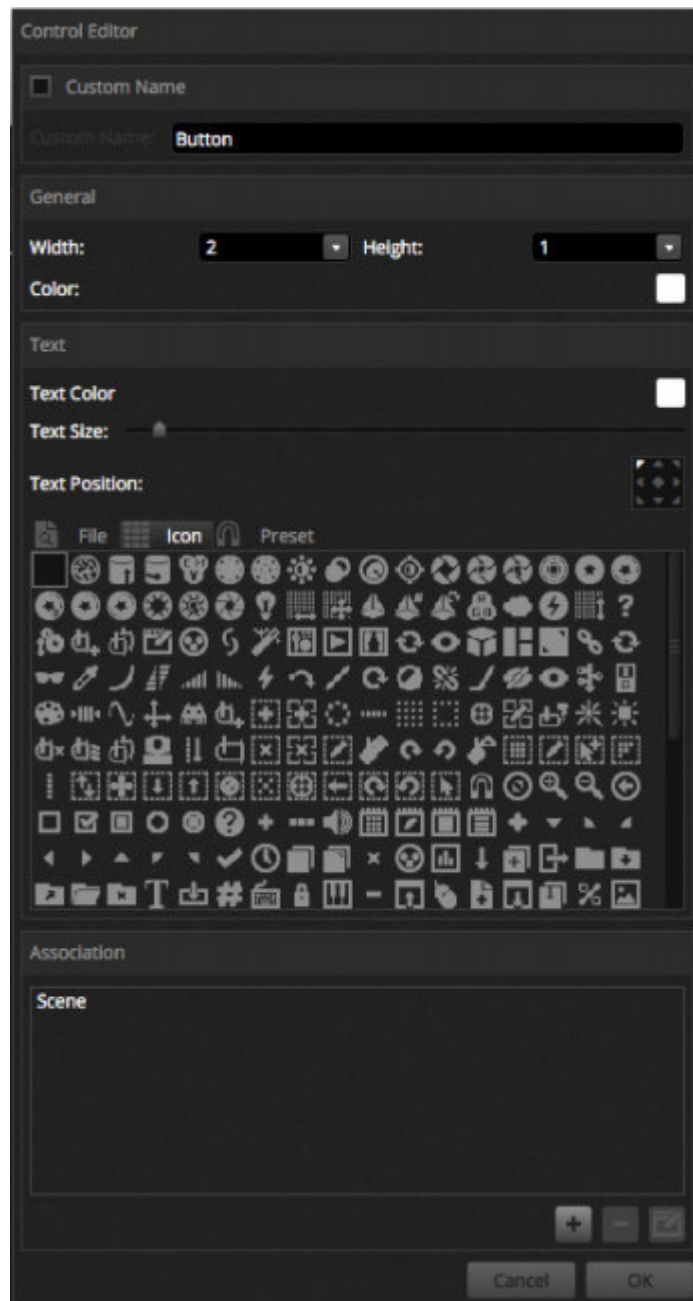 Control Editor
Custom Name
Custom Name: Button
General
Width: 2 Height: 1
Color:
Text
Text Color
Text Size:
Text Position:
File Icon Preset
Association
Scene
Cancel OK